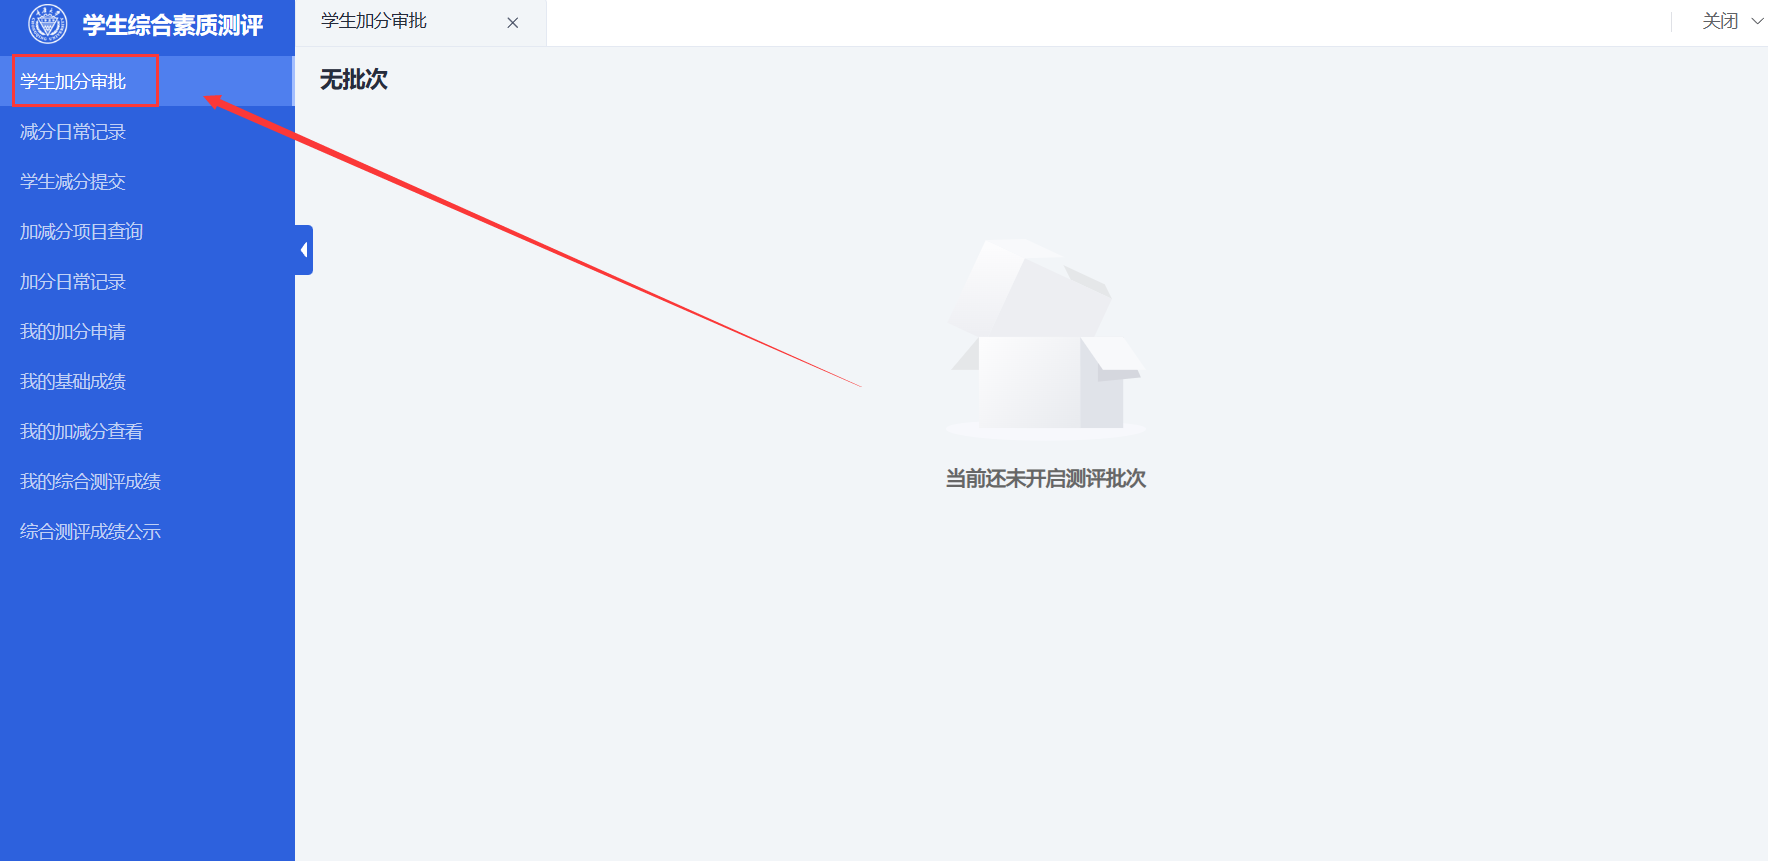 学生综合素质测评
学生加分审批
减分日常记录
学生减分提交
加减分项目查询
加分日常记录
我的加分申请
我的基础成绩
我的加减分查看
我的综合测评成绩
综合测评成绩公示
学生加分审批
关闭
无批次
当前还未开启测评批次